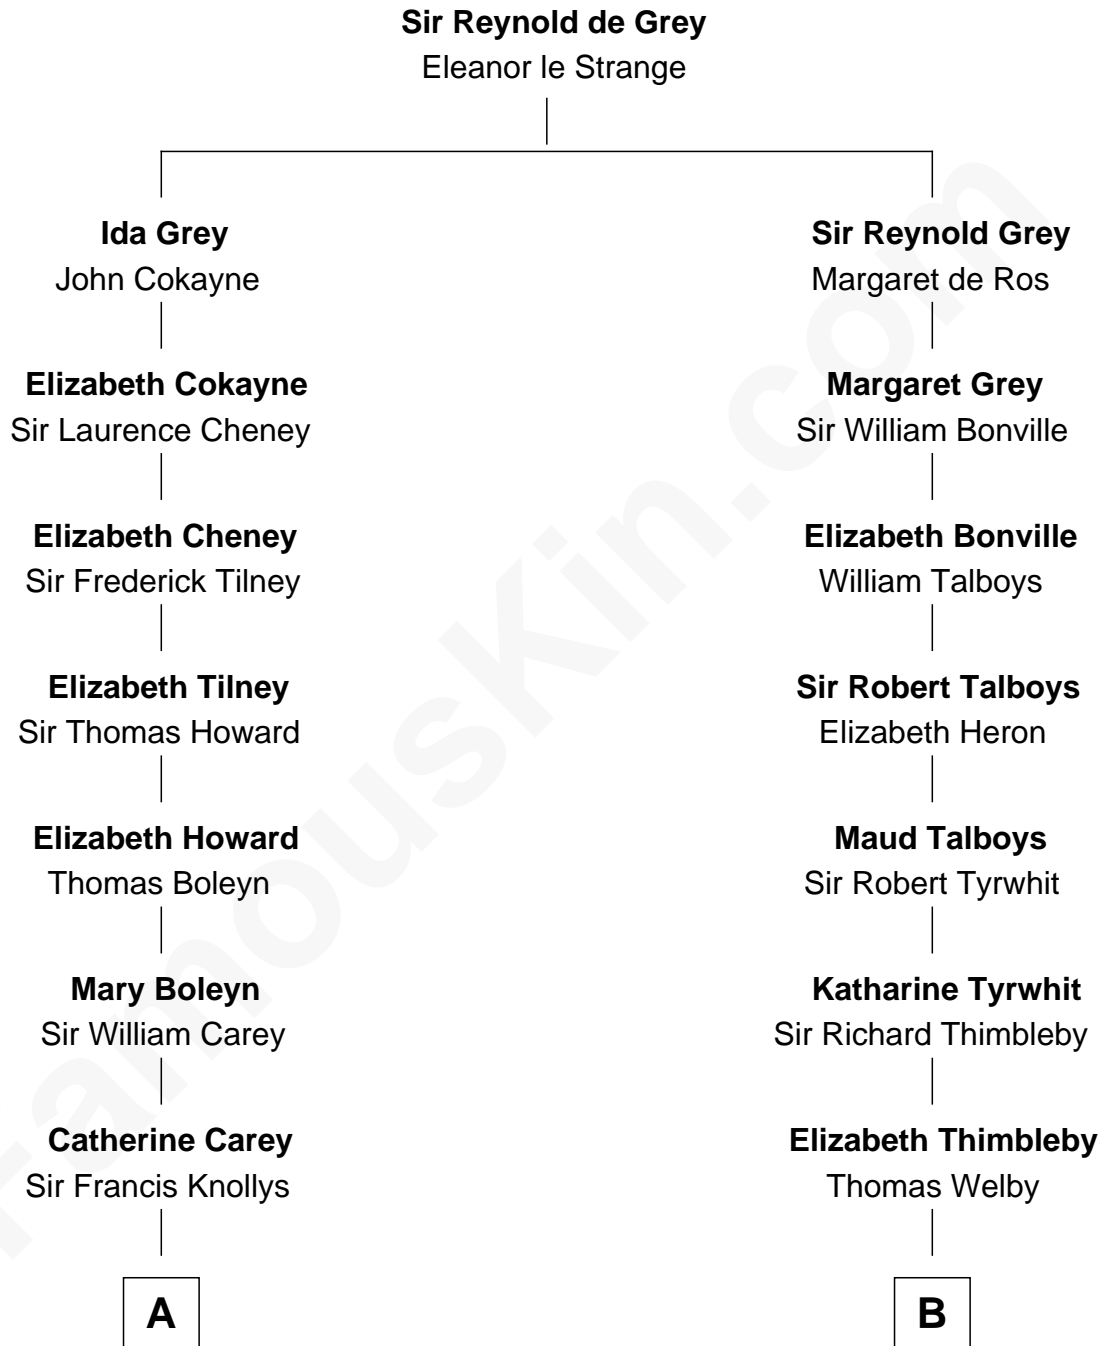 Sir Reynold de Grey
Eleanor le Strange
Ida Grey
John Cokayne
Sir Reynold Grey
Margaret de Ros
Elizabeth Cokayne
Sir Laurence Cheney
Margaret Grey
Sir William Bonville
Elizabeth Cheney
Sir Frederick Tilney
Elizabeth Bonville
William Talboys
Elizabeth Tilney
Sir Thomas Howard
Sir Robert Talboys
Elizabeth Heron
Elizabeth Howard
Thomas Boleyn
Maud Talboys
Sir Robert Tyrwhit
Mary Boleyn
Sir William Carey
Katharine Tyrwhit
Sir Richard Thimbleby
Catherine Carey
Sir Francis Knollys
Elizabeth Thimbleby
Thomas Welby
A
B
FamousKin.com